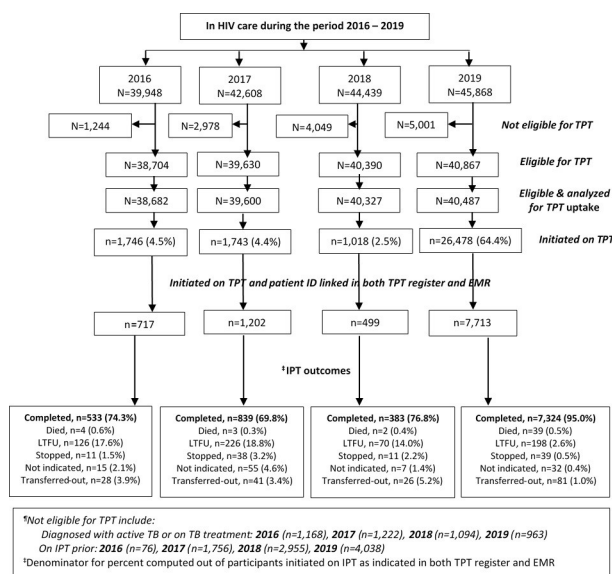 In HIV care during the period 2016 – 2019
2016
N=39,948
2017
N=42,608
2018
N=44,439
2019
N=45,868
N=1,244
N=2,978
N=4,049
N=5,001
Not eligible for TPT
N=38,704
N=39,630
N=40,390
N=40,867
Eligible for TPT
N=38,682
N=39,600
N=40,327
N=40,487
Eligible & analyzed
for TPT uptake
n=1,746 (4.5%)
n=1,743 (4.4%)
n=1,018 (2.5%)
n=26,478 (64.4%)
Initiated on TPT
Initiated on TPT and patient ID linked in both TPT register and EMR
n=717
n=1,202
n=499
n=7,713
‡IPT outcomes
Completed, n=533 (74.3%)
Died, n=4 (0.6%)
LTFU, n=126 (17.6%)
Stopped, n=11 (1.5%)
Not indicated, n=15 (2.1%)
Transferred-out, n=28 (3.9%)
Completed, n=839 (69.8%)
Died, n=3 (0.3%)
LTFU, n=226 (18.8%)
Stopped, n=38 (3.2%)
Not indicated, n=55 (4.6%)
Transferred-out, n=41 (3.4%)
Completed, n=383 (76.8%)
Died, n=2 (0.4%)
LTFU, n=70 (14.0%)
Stopped, n=11 (2.2%)
Not indicated, n=7 (1.4%)
Transferred-out, n=26 (5.2%)
Completed, n=7,324 (95.0%)
Died, n=39 (0.5%)
LTFU, n=198 (2.6%)
Stopped, n=39 (0.5%)
Not indicated, n=32 (0.4%)
Transferred-out, n=81 (1.0%)
¶Not eligible for TPT include:
Diagnosed with active TB or on TB treatment: 2016 (n=1,168), 2017 (n=1,222), 2018 (n=1,094), 2019 (n=963)
On IPT prior: 2016 (n=76), 2017 (n=1,756), 2018 (n=2,955), 2019 (n=4,038)
‡Denominator for percent computed out of participants initiated on IPT as indicated in both TPT register and EMR